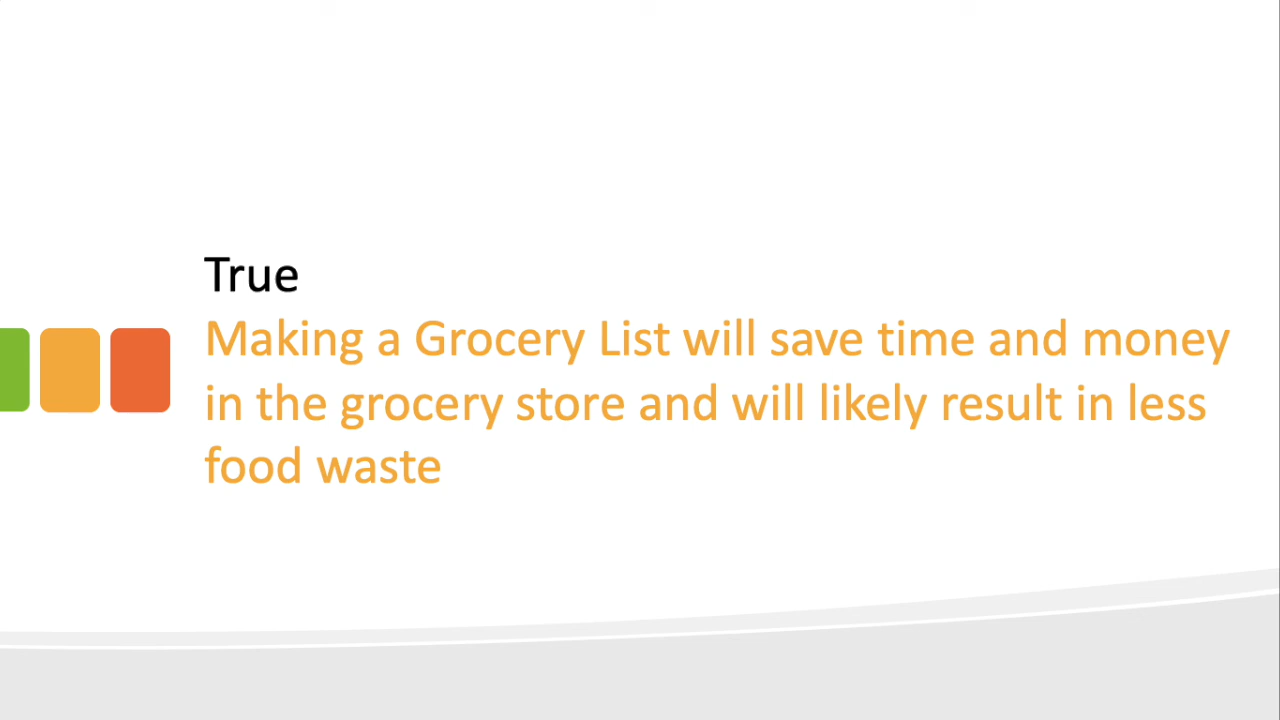 True
Making a Grocery List will save time and money
in the grocery store and will likely result in less
food waste